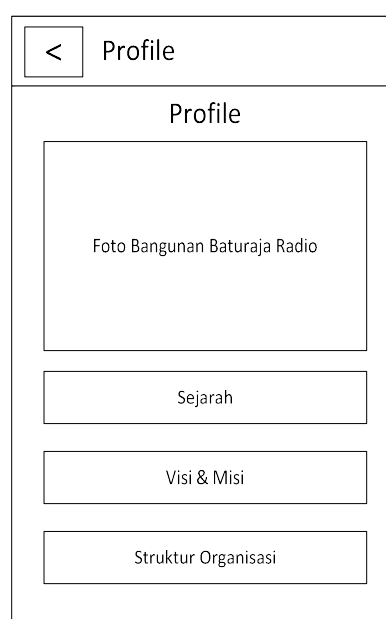 < Profile
Profile
Foto Bangunan Baturaja Radio
Sejarah
Visi & Misi
Struktur Organisasi